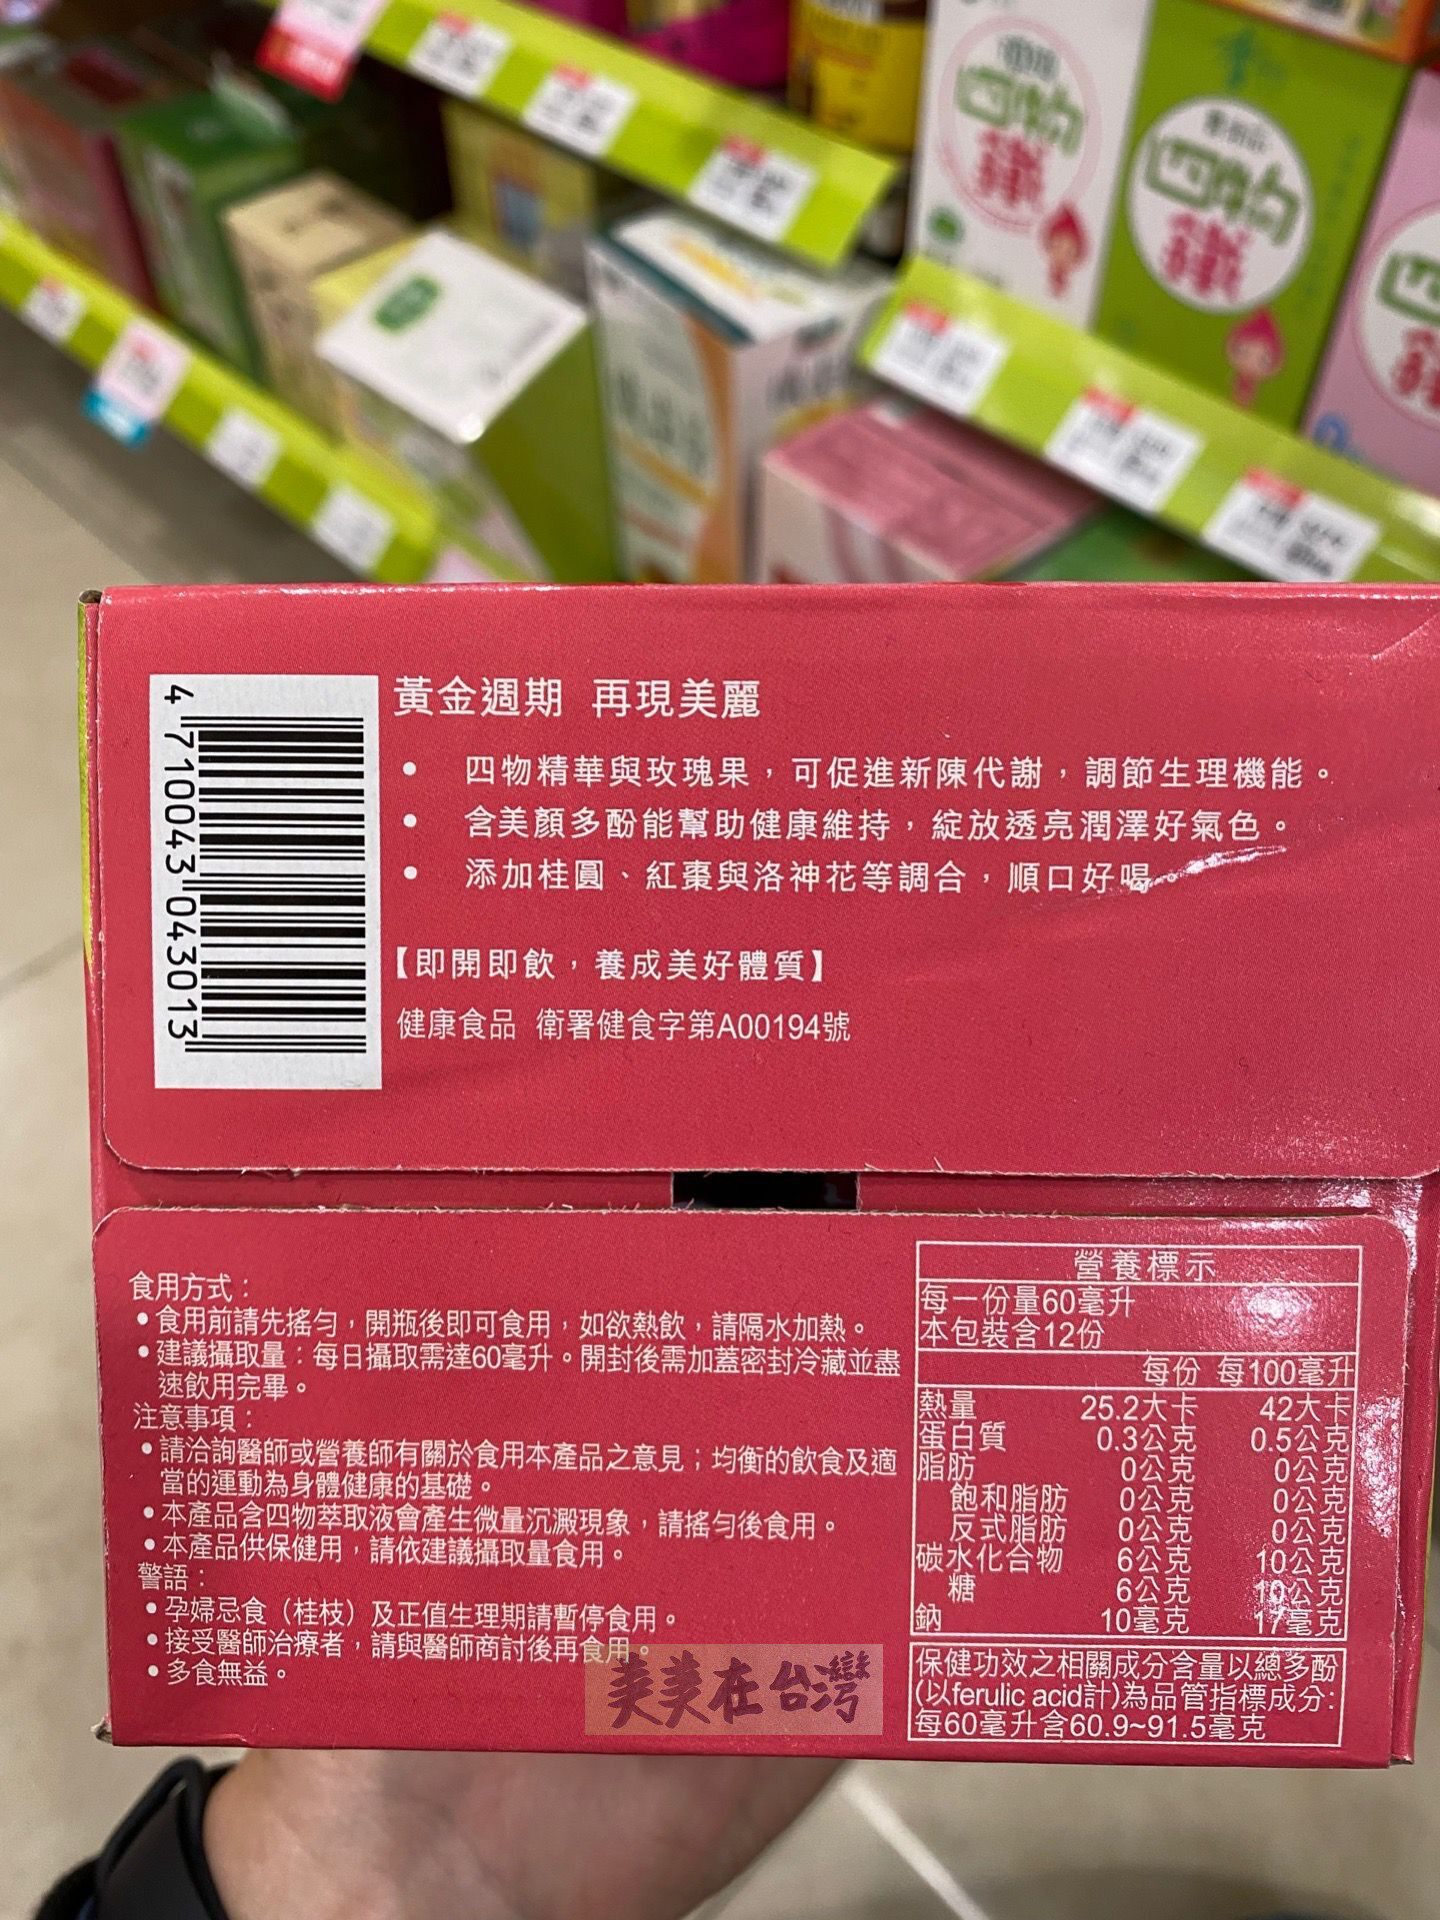 四物
鐵
四物
鐵
4 710043 043013
黃金週期 再現美麗
• 四物精華與玫瑰果，可促進新陳代謝，調節生理機能。
• 含美顏多酚能幫助健康維持，綻放透亮潤澤好氣色。
• 添加桂圓、紅棗與洛神花等調合，順口好喝。
【即開即飲，養成美好體質】
健康食品 衛署健食字第A00194號
食用方式：
•食用前請先搖勻，開瓶後即可食用，如欲熱飲，請隔水加熱。
•建議攝取量：每日攝取需達60毫升。開封後需加蓋密封冷藏並盡
速飲用完畢。
注意事項：
•請洽詢醫師或營養師有關於食用本產品之意見；均衡的飲食及適
當的運動為身體健康的基礎。
•本產品含四物萃取液會產生微量沉澱現象，請搖勻後食用。
•本產品供保健用，請依建議攝取量食用。
警語：
•孕婦忌食（桂枝）及正值生理期請暫停食用。
•接受醫師治療者，請與醫師商討後再食用。
•多食無益。
營養標示
每一份量60毫升
本包裝含12份
每份 每100毫升
熱量 25.2大卡 42大卡
蛋白質 0.3公克 0.5公克
脂肪 0公克 0公克
飽和脂肪 0公克 0公克
反式脂肪 0公克 0公克
碳水化合物 6公克 10公克
糖 6公克 10公克
鈉 10毫克 17毫克
保健功效之相關成分含量以總多酚
(以ferulic acid計)為品管指標成分:
每60毫升含60.9~91.5毫克
美美在台灣